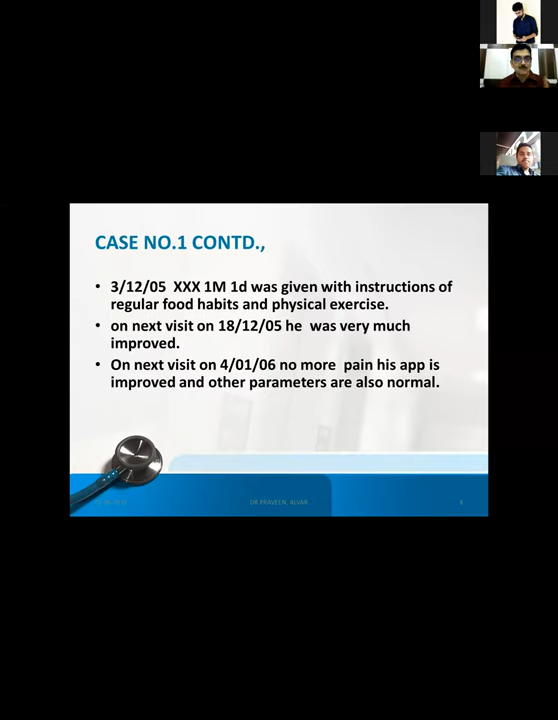 CASE NO.1 CONTD.,
• 3/12/05 XXX 1M 1d was given with instructions of
regular food habits and physical exercise.
• on next visit on 18/12/05 he was very much
improved.
• On next visit on 4/01/06 no more pain his app is
improved and other parameters are also normal.
DR.PRAVEEN, ALVAR